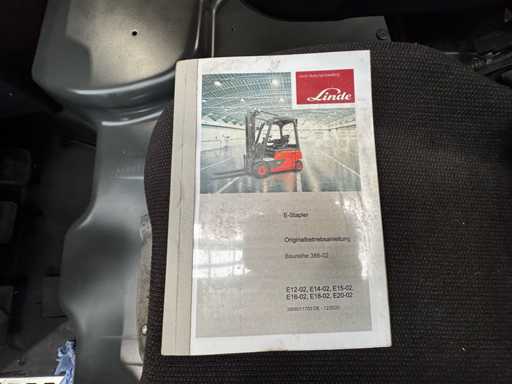 Linde
E-Stapler
Originalbetriebsanleitung
Baureihe 386-02
E12-02, E14-02, E15-02,
E16-02, E18-02, E20-02